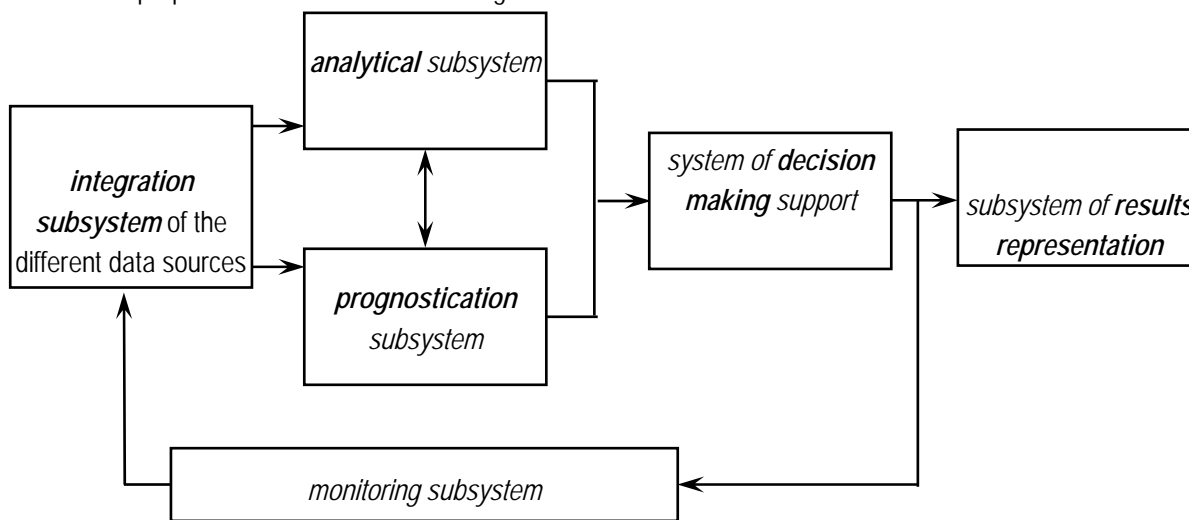 analytical subsystem
integration
subsystem of the
different data sources
prognostication
subsystem
system of decision
making support
subsystem of results
representation
monitoring subsystem